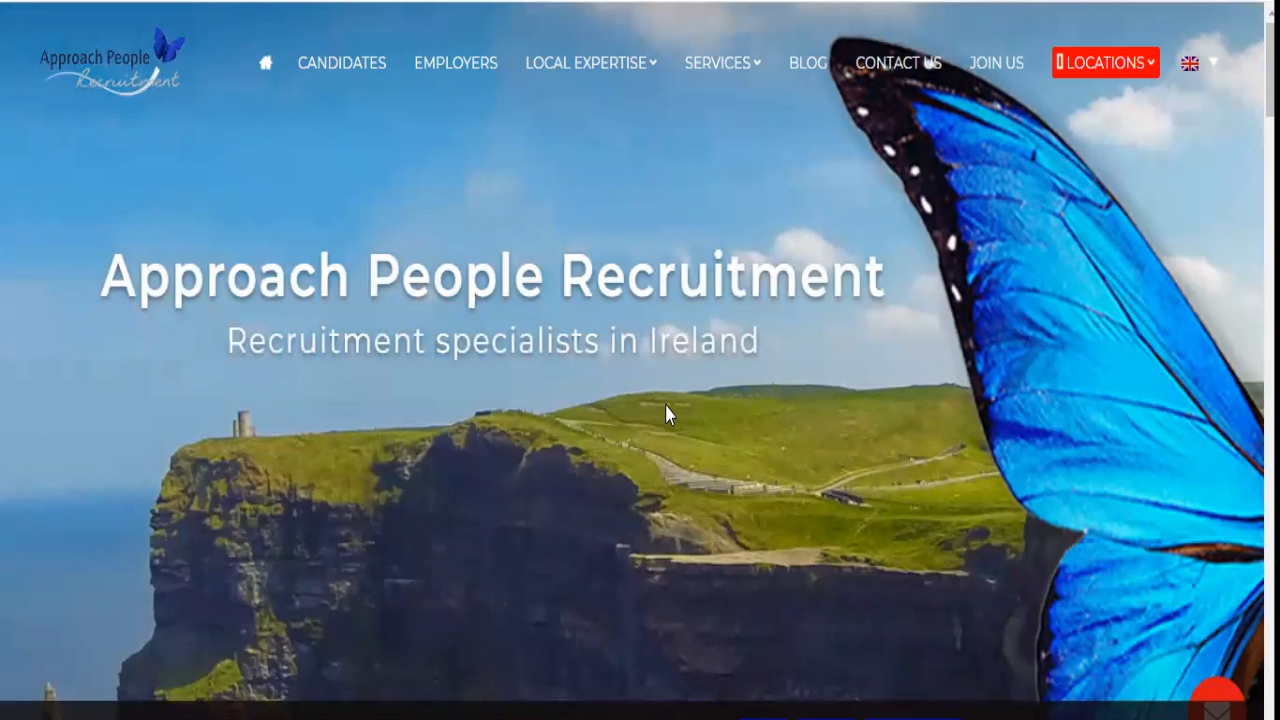 Approach People
Recruitment
CANDIDATES EMPLOYERS LOCAL EXPERTISE SERVICES BLOG CONTACT US JOIN US LOCATIONS
Approach People Recruitment
Recruitment specialists in Ireland